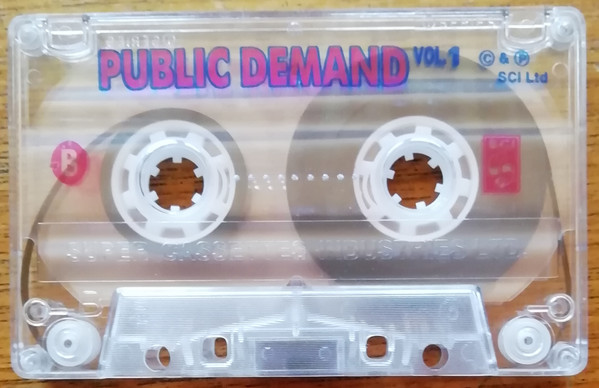 PUBLIC DEMAND VOL. 1
© & ℗
SCI Ltd
B
SUPER CASSETTES INDUSTRIES LTD.